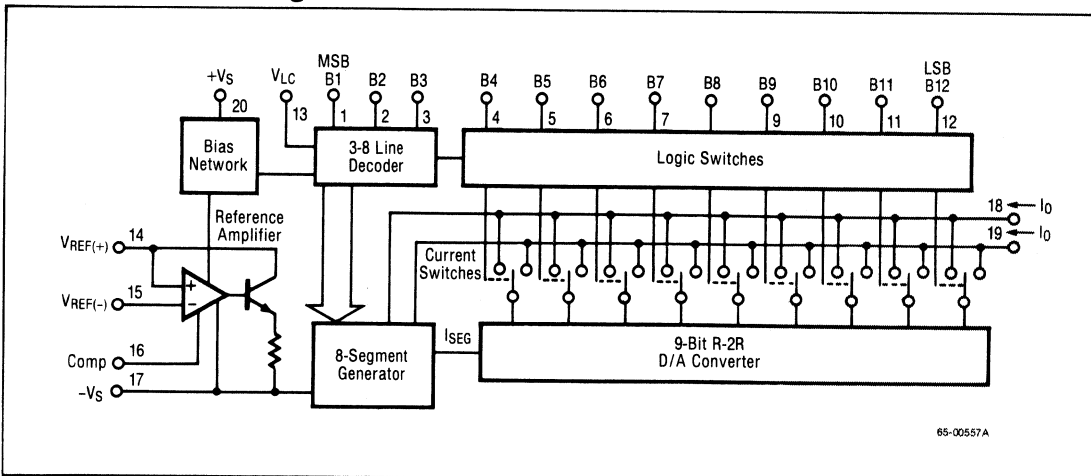 MSB
LSB
+VS
VLC
B1
B2
B3
B4
B5
B6
B7
B8
B9
B10
B11
B12
20
13
1
2
3
4
5
6
7
9
10
11
12
Bias
Network
3-8 Line
Decoder
Logic Switches
18
IO
19
IO
Reference
Amplifier
VREF(+)
14
+
VREF(-)
15
−
Current
Switches
Comp
16
−VS
17
8-Segment
Generator
ISEG
9-Bit R-2R
D/A Converter
65-00557A